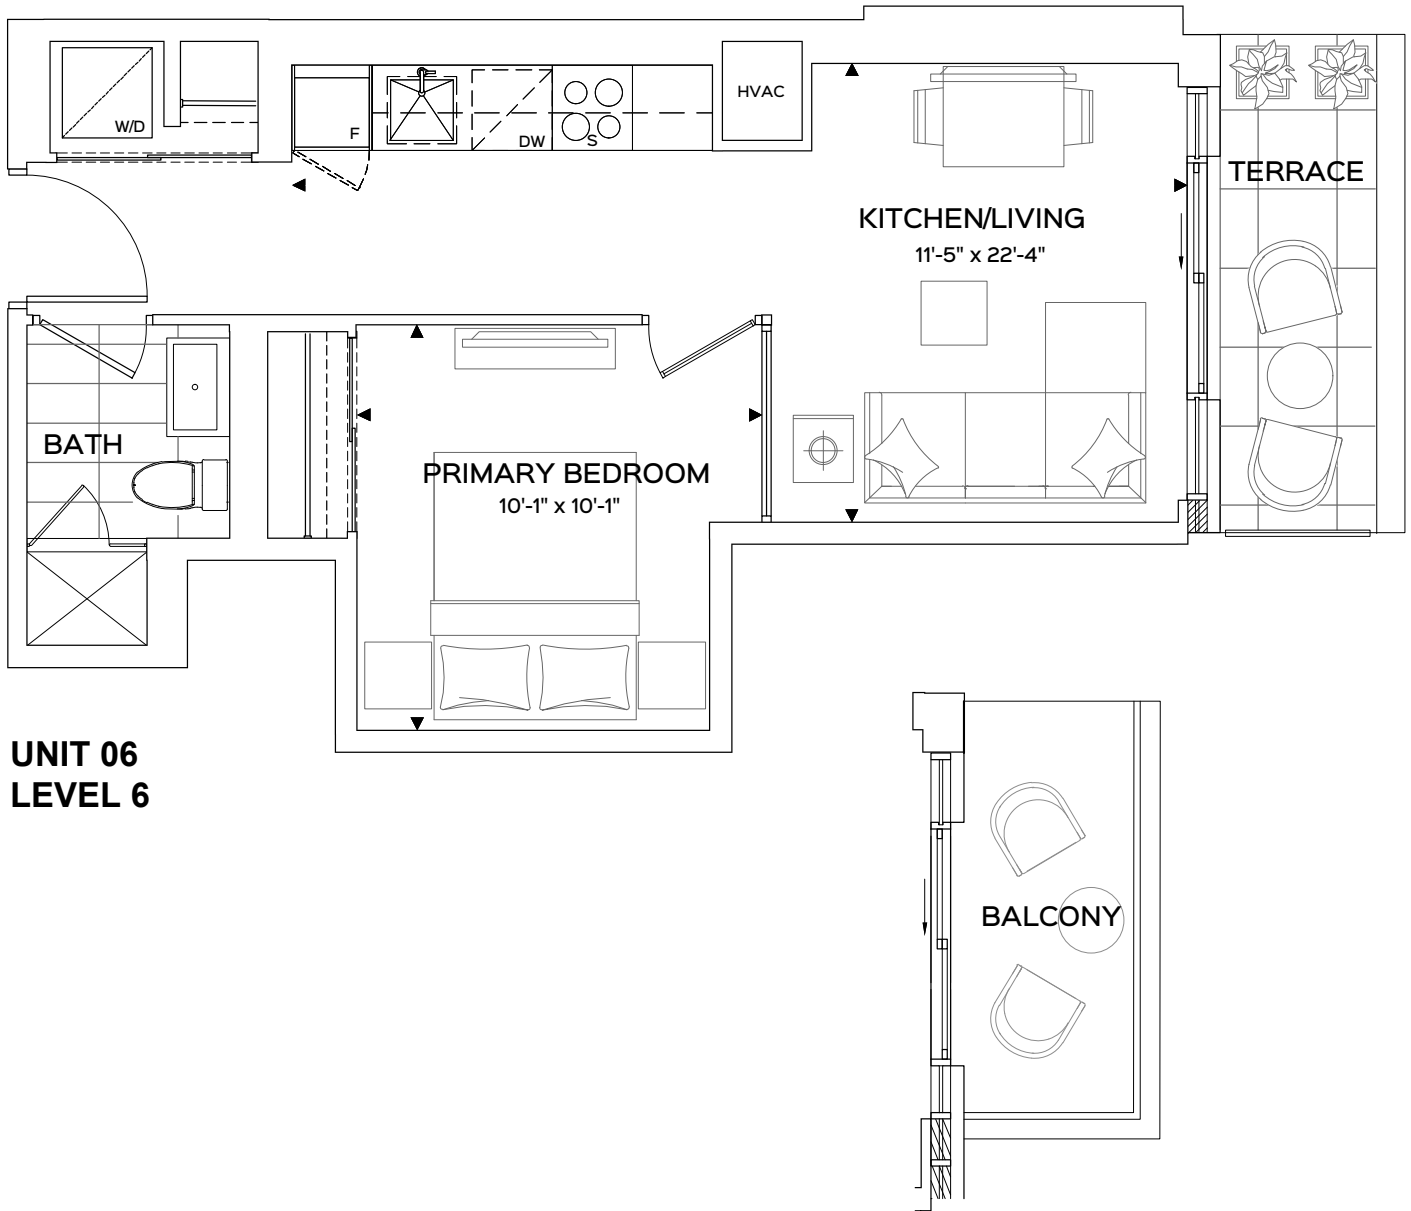 W/D
F
DW
S
HVAC
TERRACE
KITCHEN/LIVING
11'-5" x 22'-4"
BATH
PRIMARY BEDROOM
10'-1" x 10'-1"
UNIT 06
LEVEL 6
BALCONY